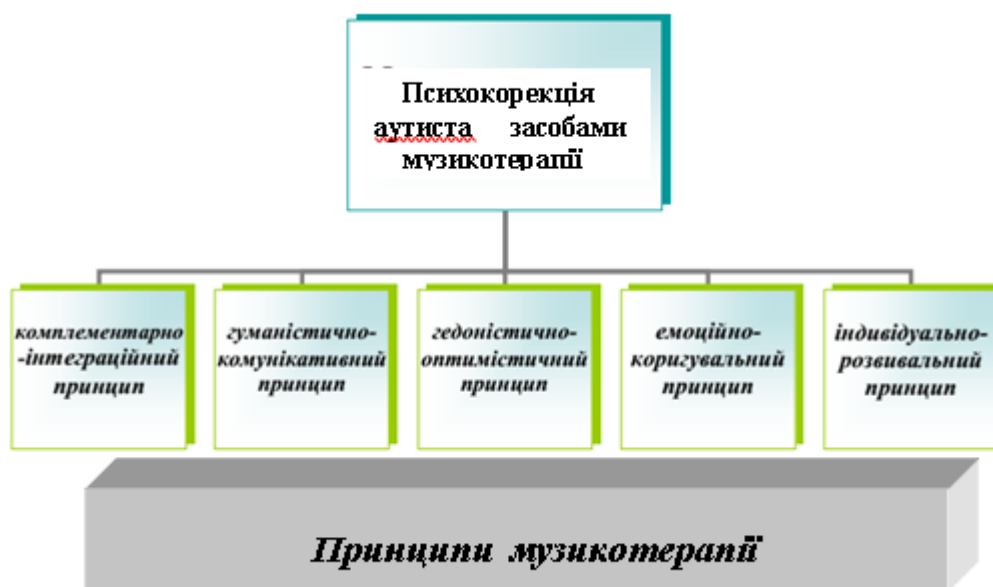 Психокорекція
аутиста засобами
музикотерапії
комплементарно
-інтеграційний
принцип
гуманістично-
комунікативний
принцип
гедоністично-
оптимістичний
принцип
емоційно-
коригувальний
принцип
індивідуально-
розвивальний
принцип
Принципи музикотерапії